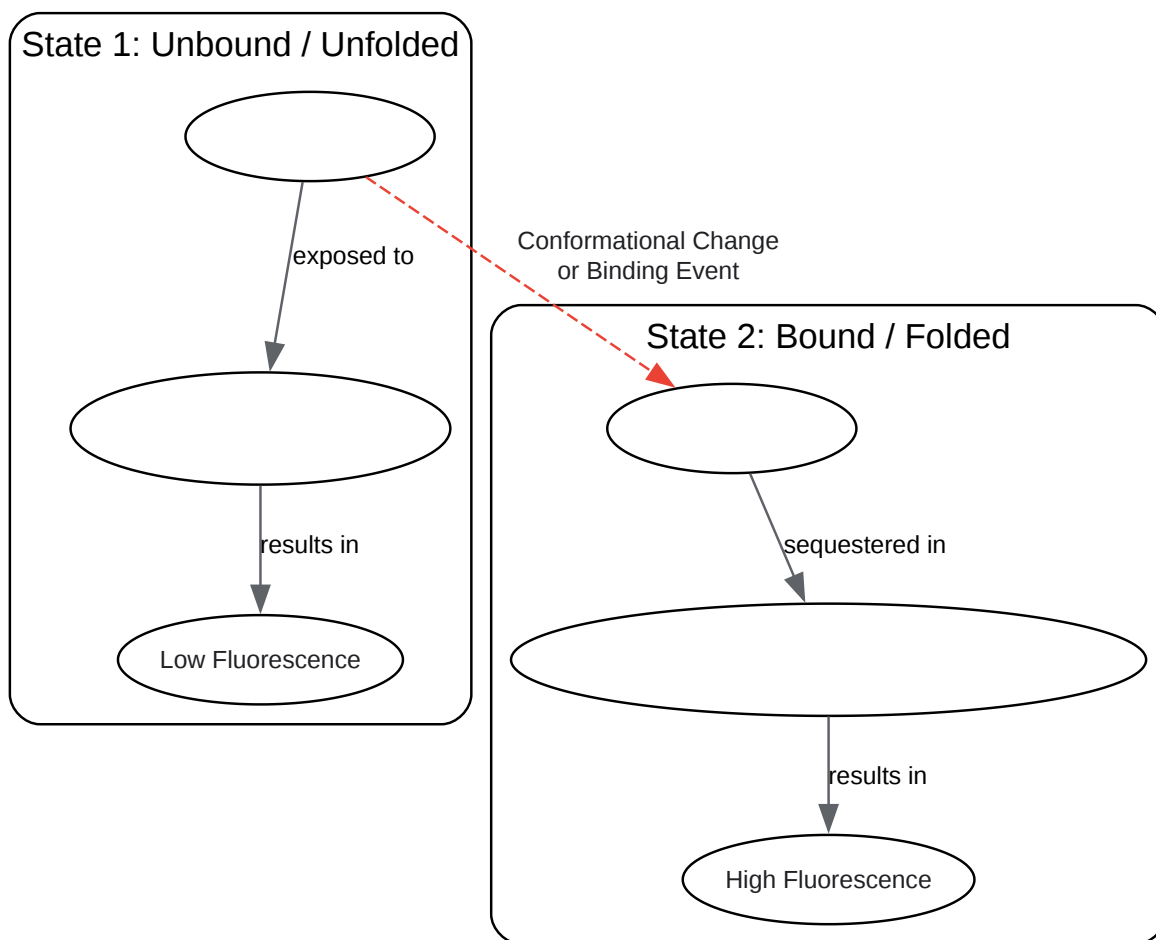 State 1: Unbound / Unfolded
exposed to
Conformational Change
or Binding Event
results in
Low Fluorescence
State 2: Bound / Folded
sequestered in
results in
High Fluorescence